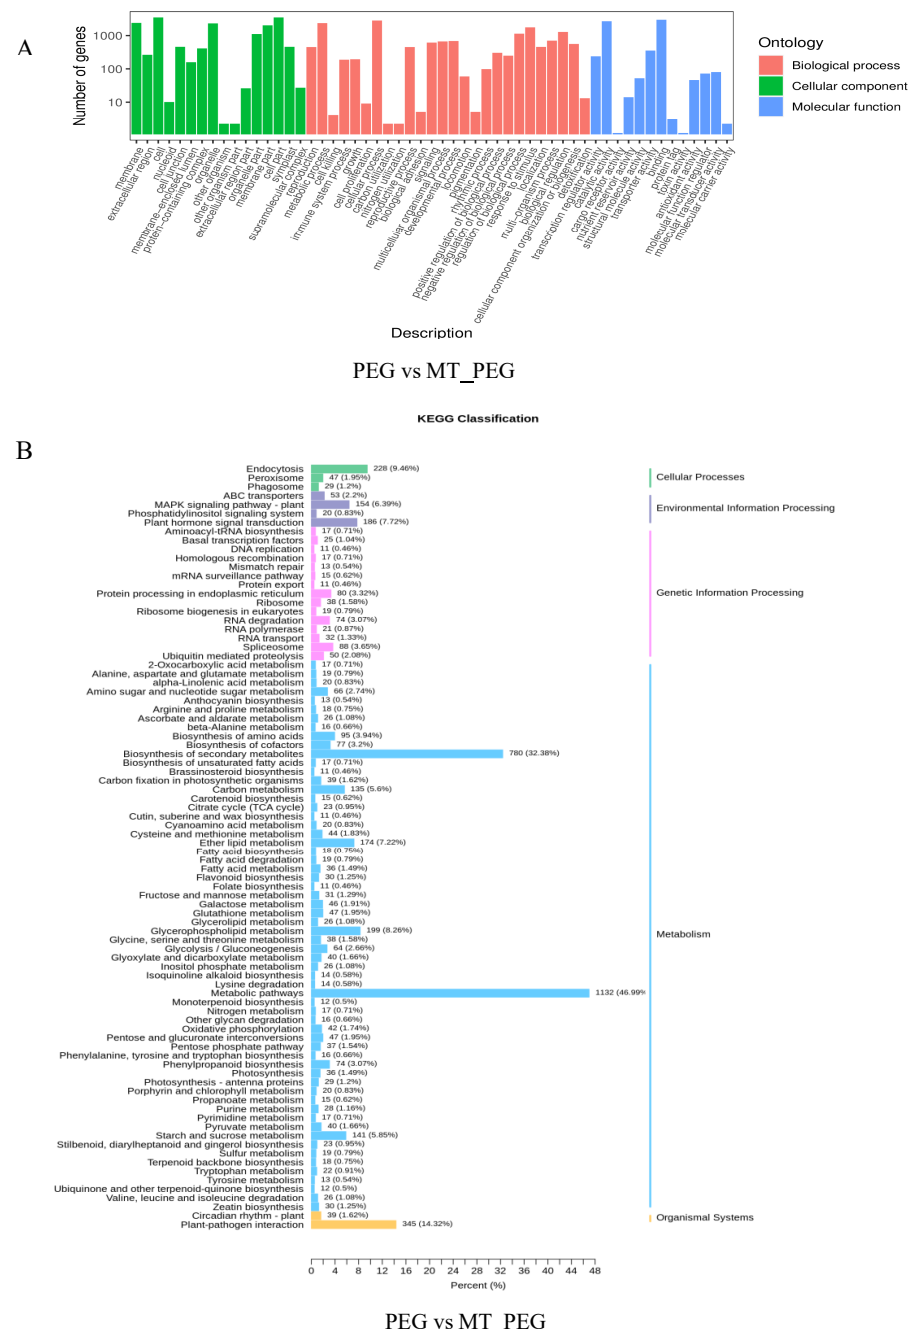 A
Number of genes
1000
100
10
Ontology
Biological process
Cellular component
Molecular function
membrane
extracellular region
cell
nucleoid
cell junction
membrane−enclosed lumen
protein−containing complex
organelle
other organism
other organism part
extracellular region part
organelle part
membrane part
cell part
symplast
supramolecular complex
reproduction
metabolic process
cell killing
immune system process
growth
cell proliferation
cellular process
carbon utilization
nitrogen utilization
reproductive process
biological adhesion
signaling
multicellular organismal process
developmental process
locomotion
pigmentation
rhythmic process
positive regulation of biological process
negative regulation of biological process
regulation of biological process
response to stimulus
localization
multi−organism process
biological regulation
cellular component organization or biogenesis
detoxification
transcription regulator activity
catalytic activity
cargo receptor activity
nutrient reservoir activity
structural molecule activity
transporter activity
binding
protein tag
toxin activity
antioxidant activity
molecular function regulator
molecular transducer activity
molecular carrier activity
Description
PEG vs MT_PEG
KEGG Classification
B
Endocytosis 228 (9.46%)
Peroxisome 47 (1.95%)
Phagosome 29 (1.2%)
Cellular Processes
ABC transporters 53 (2.2%)
MAPK signaling pathway - plant 154 (6.39%)
Phosphatidylinositol signaling system 20 (0.83%)
Plant hormone signal transduction 186 (7.72%)
Environmental Information Processing
Aminoacyl-tRNA biosynthesis 17 (0.71%)
Basal transcription factors 25 (1.04%)
DNA replication 11 (0.46%)
Homologous recombination 17 (0.71%)
Mismatch repair 13 (0.54%)
mRNA surveillance pathway 15 (0.62%)
Protein export 11 (0.46%)
Protein processing in endoplasmic reticulum 80 (3.32%)
Ribosome 38 (1.58%)
Ribosome biogenesis in eukaryotes 19 (0.79%)
RNA degradation 74 (3.07%)
RNA polymerase 21 (0.87%)
RNA transport 32 (1.33%)
Spliceosome 88 (3.65%)
Ubiquitin mediated proteolysis 50 (2.08%)
Genetic Information Processing
2-Oxocarboxylic acid metabolism 17 (0.71%)
Alanine, aspartate and glutamate metabolism 19 (0.79%)
alpha-Linolenic acid metabolism 20 (0.83%)
Amino sugar and nucleotide sugar metabolism 66 (2.74%)
Anthocyanin biosynthesis 13 (0.54%)
Arginine and proline metabolism 18 (0.75%)
Ascorbate and aldarate metabolism 26 (1.08%)
beta-Alanine metabolism 16 (0.66%)
Biosynthesis of amino acids 95 (3.94%)
Biosynthesis of cofactors 77 (3.2%)
Biosynthesis of secondary metabolites 780 (32.38%)
Biosynthesis of unsaturated fatty acids 17 (0.71%)
Brassinosteroid biosynthesis 11 (0.46%)
Carbon fixation in photosynthetic organisms 39 (1.62%)
Carbon metabolism 135 (5.6%)
Carotenoid biosynthesis 15 (0.62%)
Citrate cycle (TCA cycle) 23 (0.95%)
Cutin, suberine and wax biosynthesis 11 (0.46%)
Cyanoamino acid metabolism 20 (0.83%)
Cysteine and methionine metabolism 44 (1.83%)
Ether lipid metabolism 174 (7.22%)
Fatty acid biosynthesis 18 (0.75%)
Fatty acid degradation 19 (0.79%)
Fatty acid metabolism 36 (1.49%)
Flavonoid biosynthesis 30 (1.25%)
Folate biosynthesis 11 (0.46%)
Fructose and mannose metabolism 31 (1.29%)
Galactose metabolism 46 (1.91%)
Glutathione metabolism 47 (1.95%)
Glycerolipid metabolism 26 (1.08%)
Glycerophospholipid metabolism 199 (8.26%)
Glycine, serine and threonine metabolism 38 (1.58%)
Glycolysis / Gluconeogenesis 64 (2.66%)
Glyoxylate and dicarboxylate metabolism 40 (1.66%)
Inositol phosphate metabolism 26 (1.08%)
Isoquinoline alkaloid biosynthesis 14 (0.58%)
Lysine degradation 14 (0.58%)
Metabolic pathways 1132 (46.99%
Monoterpenoid biosynthesis 12 (0.5%)
Nitrogen metabolism 17 (0.71%)
Other glycan degradation 16 (0.66%)
Oxidative phosphorylation 42 (1.74%)
Pentose and glucuronate interconversions 47 (1.95%)
Pentose phosphate pathway 37 (1.54%)
Phenylalanine, tyrosine and tryptophan biosynthesis 16 (0.66%)
Phenylpropanoid biosynthesis 74 (3.07%)
Photosynthesis 36 (1.49%)
Photosynthesis - antenna proteins 29 (1.2%)
Porphyrin and chlorophyll metabolism 20 (0.83%)
Propanoate metabolism 15 (0.62%)
Purine metabolism 28 (1.16%)
Pyrimidine metabolism 17 (0.71%)
Pyruvate metabolism 40 (1.66%)
Starch and sucrose metabolism 141 (5.85%)
Stilbenoid, diarylheptanoid and gingerol biosynthesis 23 (0.95%)
Sulfur metabolism 19 (0.79%)
Terpenoid backbone biosynthesis 18 (0.75%)
Tryptophan metabolism 22 (0.91%)
Tyrosine metabolism 13 (0.54%)
Ubiquinone and other terpenoid-quinone biosynthesis 12 (0.5%)
Valine, leucine and isoleucine degradation 26 (1.08%)
Zeatin biosynthesis 30 (1.25%)
Metabolism
Circadian rhythm - plant 39 (1.62%)
Plant-pathogen interaction 345 (14.32%)
Organismal Systems
0 4 8 12 16 20 24 28 32 36 40 44 48
Percent (%)
PEG vs MT_PEG